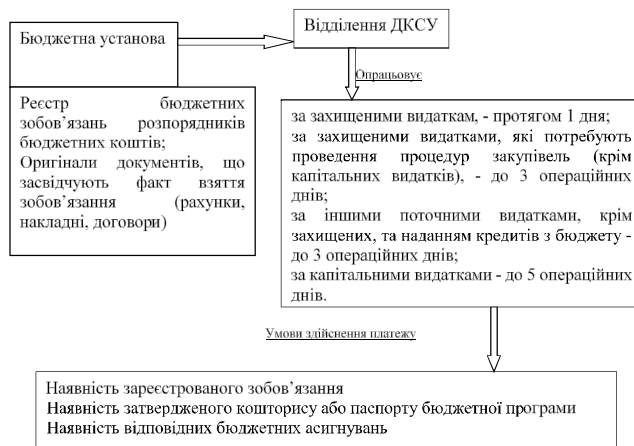 Бюджетна установа
Відділення ДКСУ
Опрацьовує
Реєстр бюджетних
зобов’язань розпорядників
бюджетних коштів;
Оригінали документів, що
засвідчують факт взяття
зобов’язання (рахунки,
накладні, договори)
за захищеними видаткам, - протягом 1 дня;
за захищеними видатками, які потребують
проведення процедур закупівель (крім
капітальних видатків), - до 3 операційних
днів;
за іншими поточними видатками, крім
захищених, та наданням кредитів з бюджету -
до 3 операційних днів;
за капітальними видатками - до 5 операційних
днів.
Умови здійснення платежу
Наявність зареєстрованого зобов’язання
Наявність затвердженого кошторису або паспорту бюджетної програми
Наявність відповідних бюджетних асигнувань